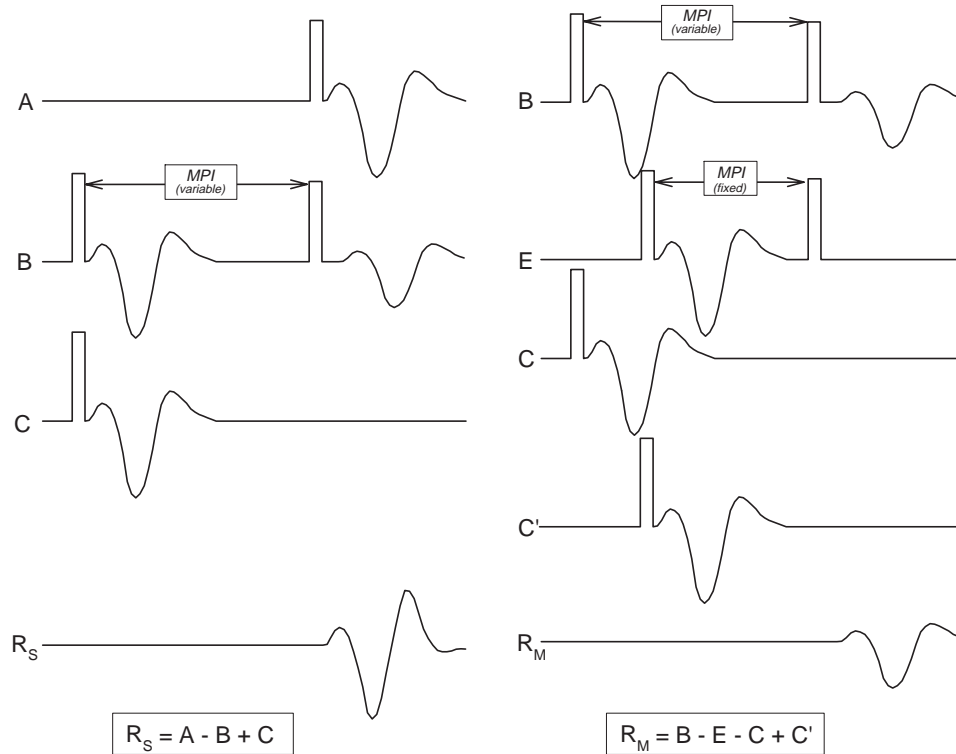 A
MPI
(variable)
B
C
R_S
R_S = A - B + C
MPI
(variable)
B
MPI
(fixed)
E
C
C'
R_M
R_M = B - E - C + C'